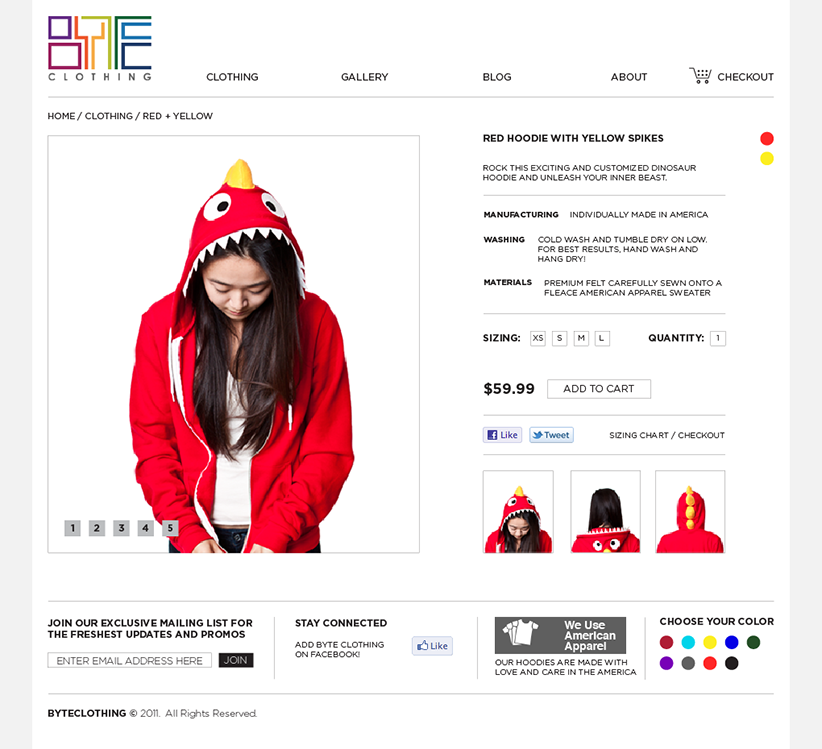 BYTE
CLOTHING
CLOTHING
GALLERY
BLOG
ABOUT
CHECKOUT
HOME / CLOTHING / RED + YELLOW
RED HOODIE WITH YELLOW SPIKES
ROCK THIS EXCITING AND CUSTOMIZED DINOSAUR
HOODIE AND UNLEASH YOUR INNER BEAST.
MANUFACTURING INDIVIDUALLY MADE IN AMERICA
WASHING COLD WASH AND TUMBLE DRY ON LOW.
FOR BEST RESULTS, HAND WASH AND
HANG DRY!
MATERIALS PREMIUM FELT CAREFULLY SEWN ONTO A
FLEACE AMERICAN APPAREL SWEATER
SIZING: XS S M L QUANTITY: 1
$59.99 ADD TO CART
Like Tweet SIZING CHART / CHECKOUT
1 2 3 4 5
JOIN OUR EXCLUSIVE MAILING LIST FOR
THE FRESHEST UPDATES AND PROMOS
ENTER EMAIL ADDRESS HERE JOIN
STAY CONNECTED
ADD BYTE CLOTHING
ON FACEBOOK!
Like
We Use
American
Apparel
OUR HOODIES ARE MADE WITH
LOVE AND CARE IN THE AMERICA
CHOOSE YOUR COLOR
BYTECLOTHING © 2011. All Rights Reserved.